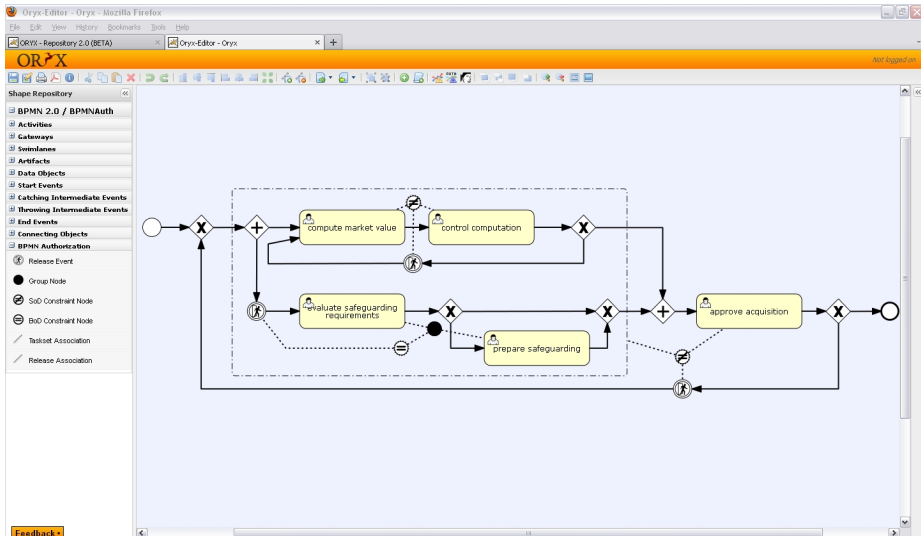 Oryx-Editor - Oryx - Mozilla Firefox
File Edit View History Bookmarks Tools Help
ORYX - Repository 2.0 (BETA)
Oryx-Editor - Oryx
ORYX
Not logged on
Shape Repository
BPMN 2.0 / BPMNAuth
Activities
Gateways
Swimlanes
Artifacts
Data Objects
Start Events
Catching Intermediate Events
Throwing Intermediate Events
End Events
Connecting Objects
BPMN Authorization
Release Event
Group Node
SoD Constraint Node
BoD Constraint Node
Taskset Association
Release Association
compute market value
control computation
evaluate safeguarding
requirements
prepare safeguarding
approve acquisition
Feedback